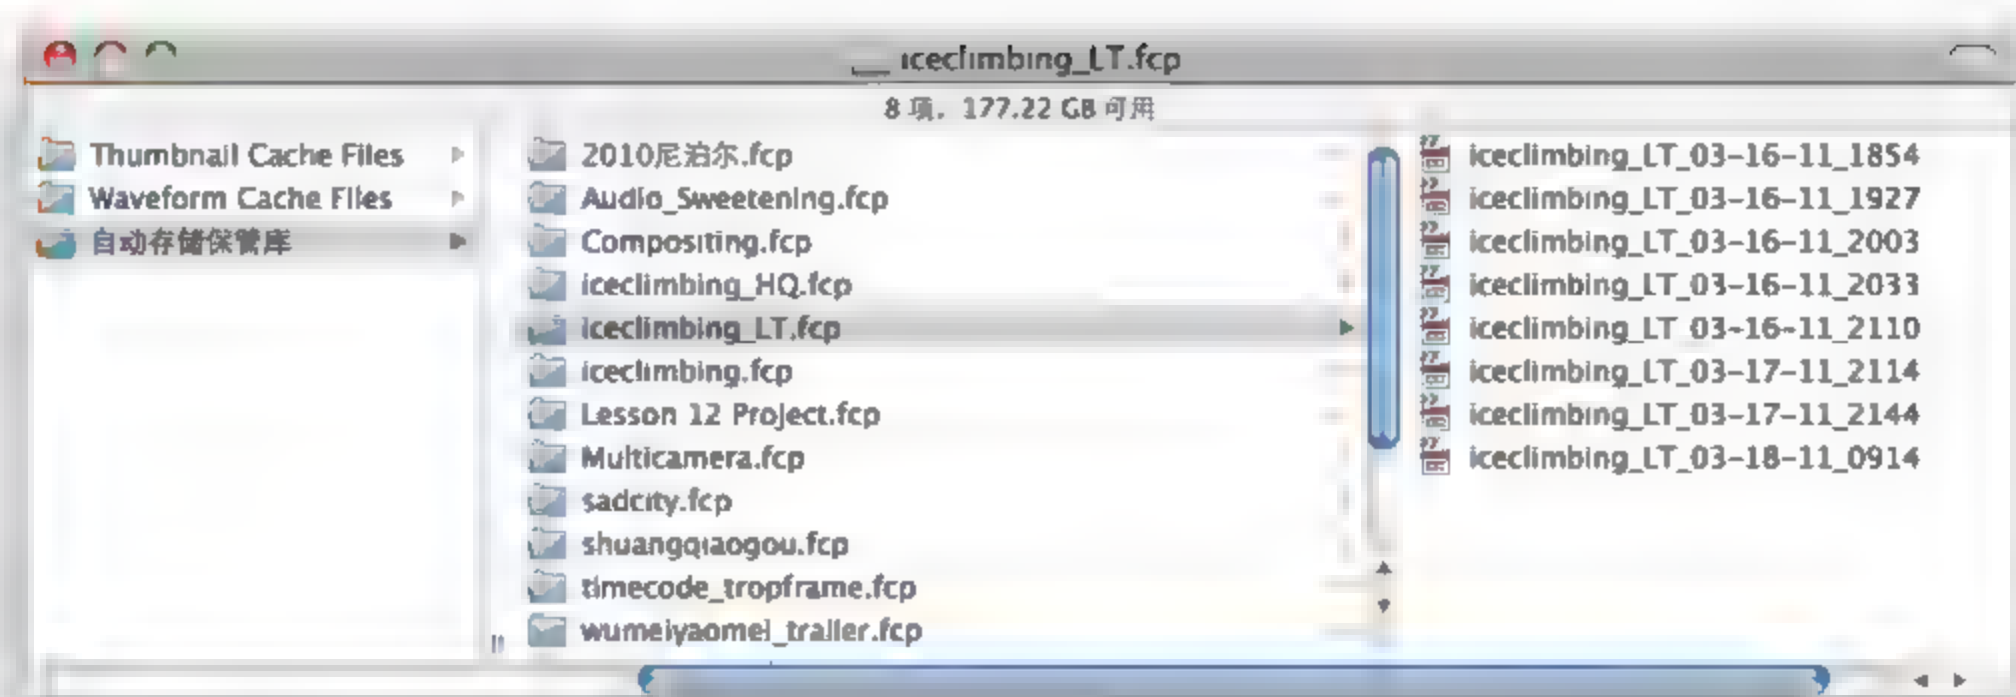 iceclimbing_LT.fcp
8 项，177.22 GB 可用
Thumbnail Cache Files
Waveform Cache Files
自动存储保管库
2010尼泊尔.fcp
Audio_Sweetening.fcp
Compositing.fcp
iceclimbing_HQ.fcp
iceclimbing_LT.fcp
iceclimbing.fcp
Lesson 12 Project.fcp
Multicamera.fcp
sadcity.fcp
shuangqiaogou.fcp
timecode_tropframe.fcp
wumeiyaomei_trailer.fcp
iceclimbing_LT_03-16-11_1854
iceclimbing_LT_03-16-11_1927
iceclimbing_LT_03-16-11_2003
iceclimbing_LT_03-16-11_2033
iceclimbing_LT_03-16-11_2110
iceclimbing_LT_03-17-11_2114
iceclimbing_LT_03-17-11_2144
iceclimbing_LT_03-18-11_0914